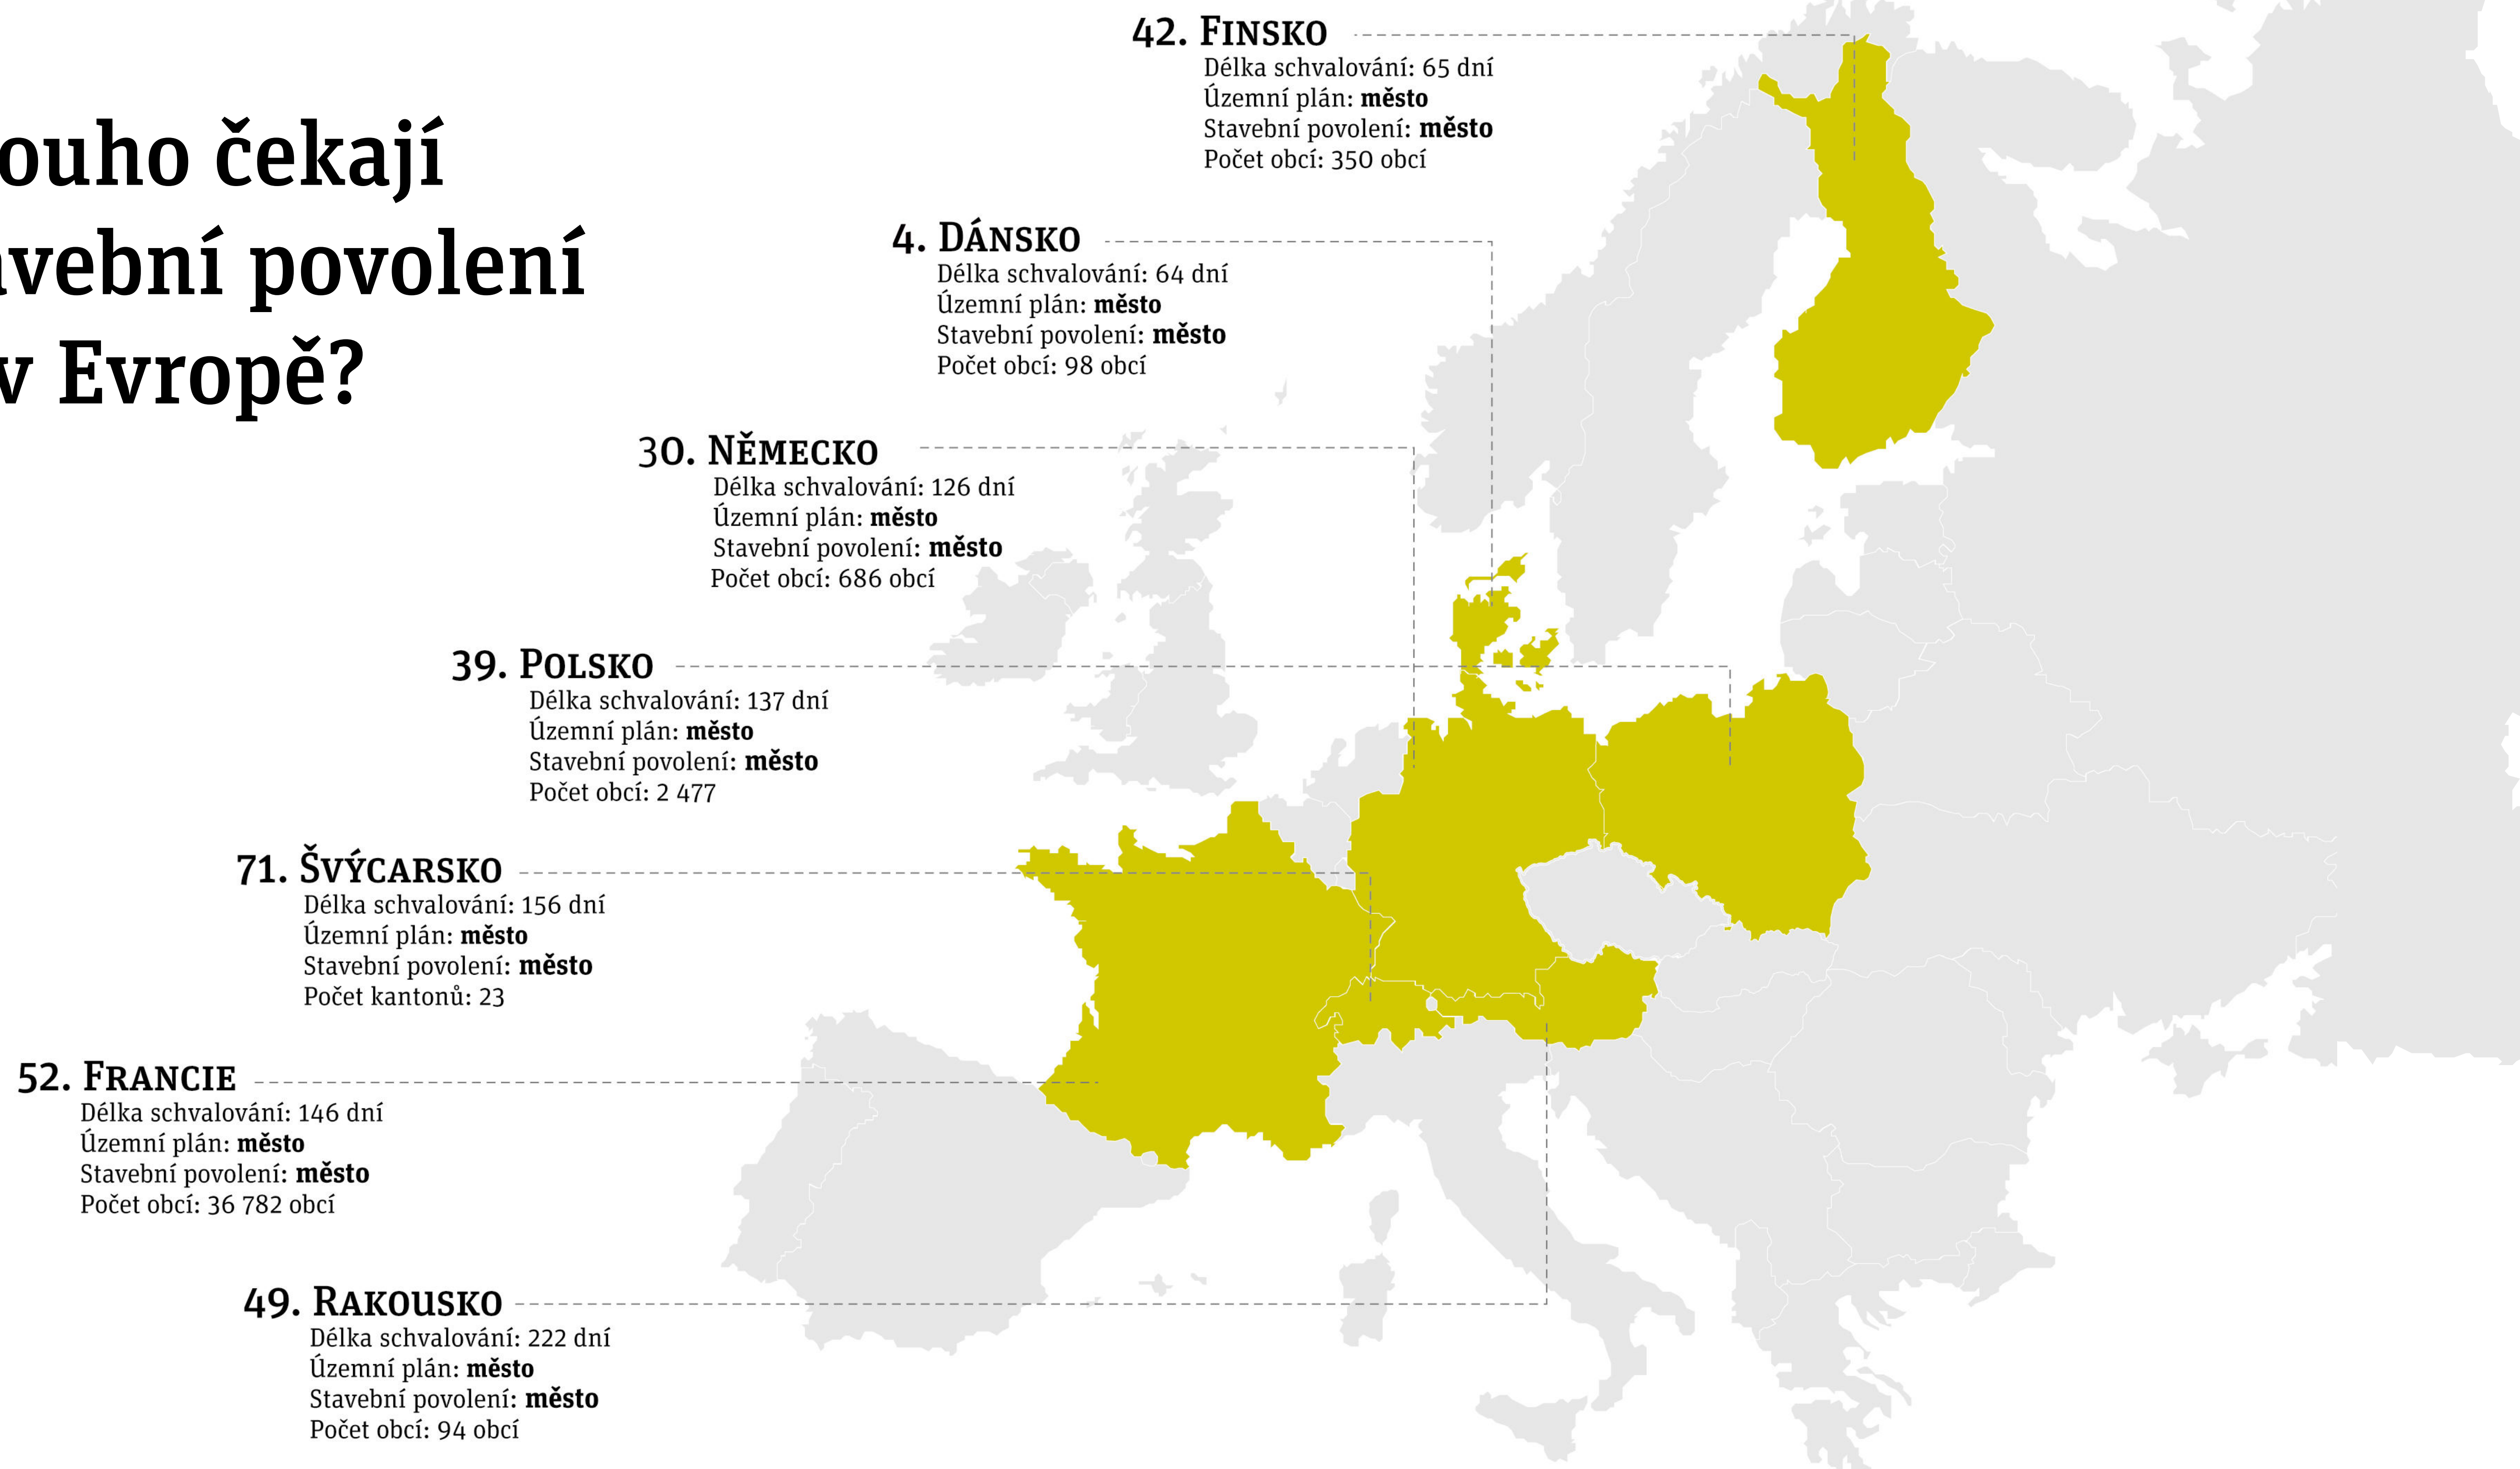 ouho čekají
vební povolení
v Evropě?
42. Finsko
Délka schvalování: 65 dní
Územní plán: město
Stavební povolení: město
Počet obcí: 350 obcí
4. Dánsko
Délka schvalování: 64 dní
Územní plán: město
Stavební povolení: město
Počet obcí: 98 obcí
30. Německo
Délka schvalování: 126 dní
Územní plán: město
Stavební povolení: město
Počet obcí: 686 obcí
39. Polsko
Délka schvalování: 137 dní
Územní plán: město
Stavební povolení: město
Počet obcí: 2 477
71. Švýcarsko
Délka schvalování: 156 dní
Územní plán: město
Stavební povolení: město
Počet kantonů: 23
52. Francie
Délka schvalování: 146 dní
Územní plán: město
Stavební povolení: město
Počet obcí: 36 782 obcí
49. Rakousko
Délka schvalování: 222 dní
Územní plán: město
Stavební povolení: město
Počet obcí: 94 obcí